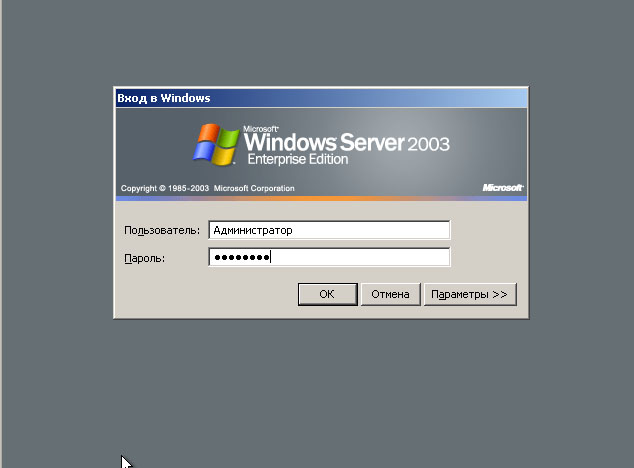 Вход в Windows
Microsoft®
Windows Server 2003
Enterprise Edition
Copyright © 1985-2003 Microsoft Corporation Microsoft®
Пользователь: Администратор
Пароль: ●●●●●●●●
ОК Отмена Параметры >>